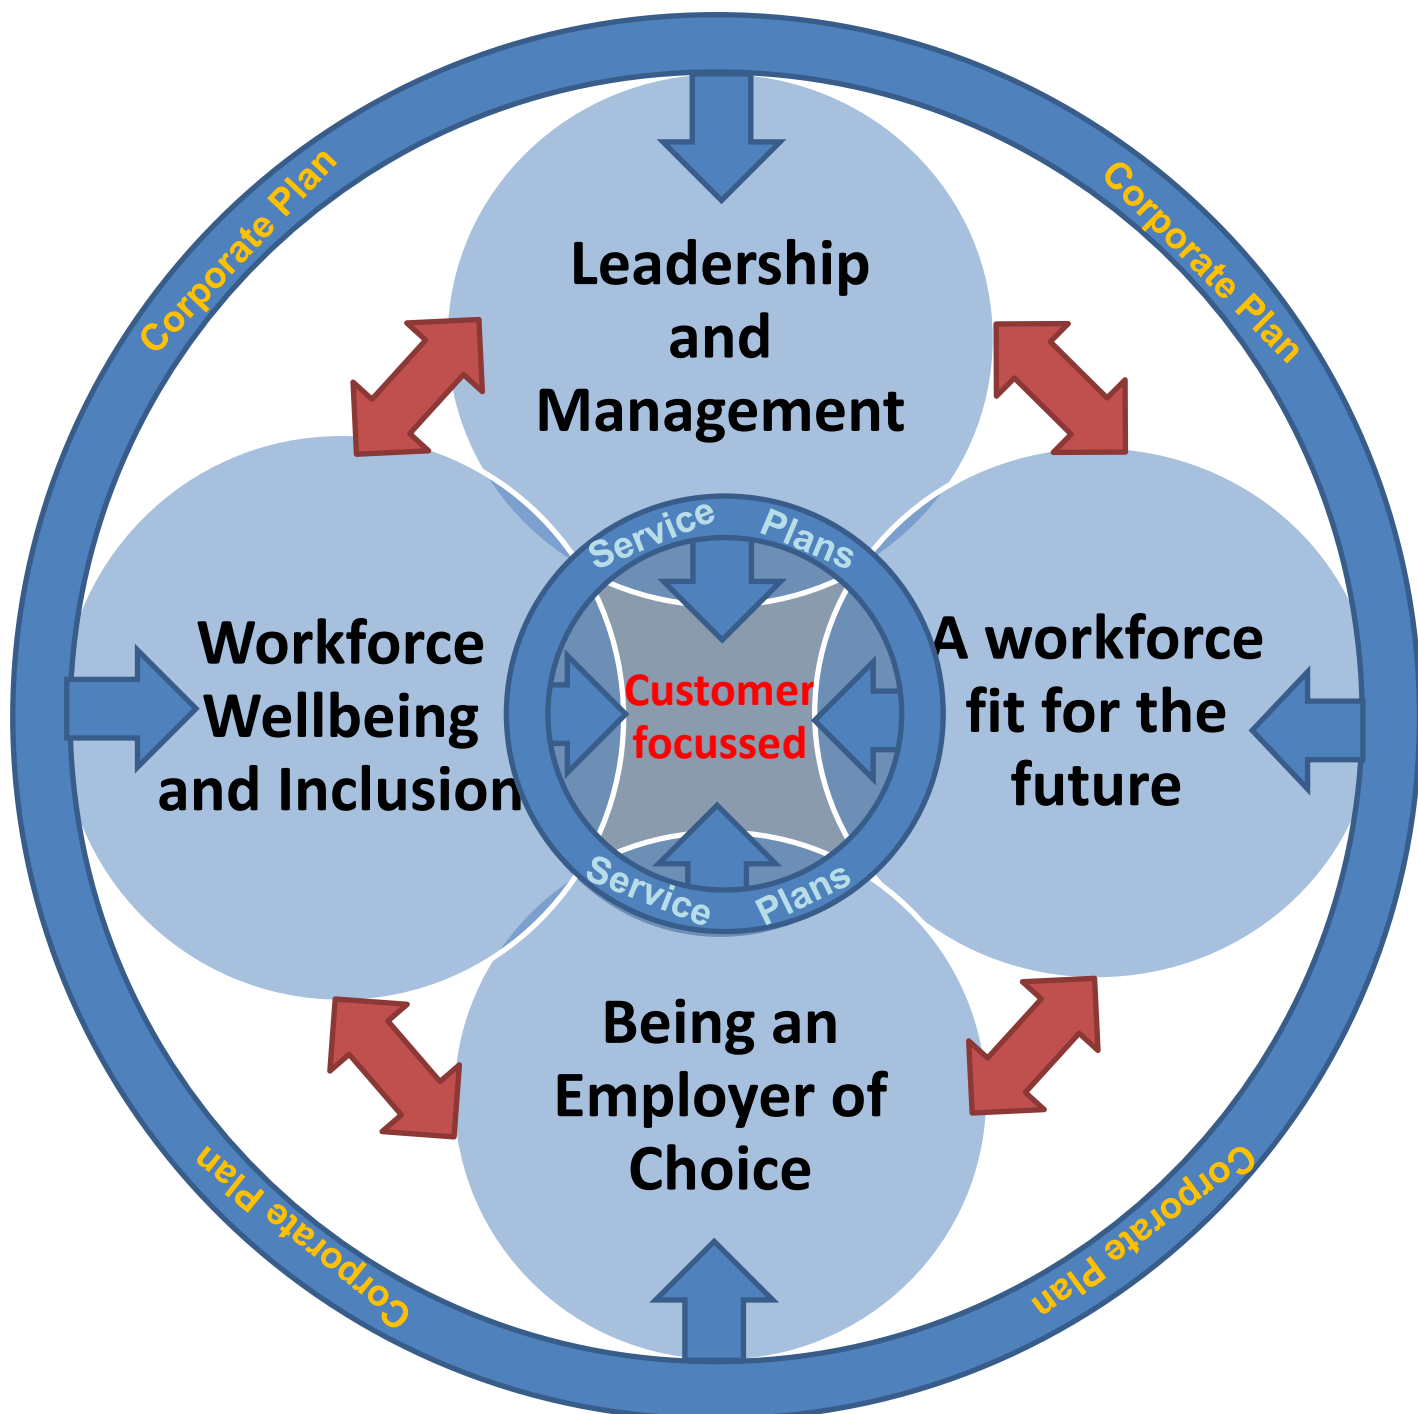 Corporate Plan
Corporate Plan
Leadership
and
Management
Service Plans
Workforce
Wellbeing
and Inclusion
Customer
focussed
A workforce
fit for the
future
Service Plans
Being an
Employer of
Choice
Corporate Plan
Corporate Plan